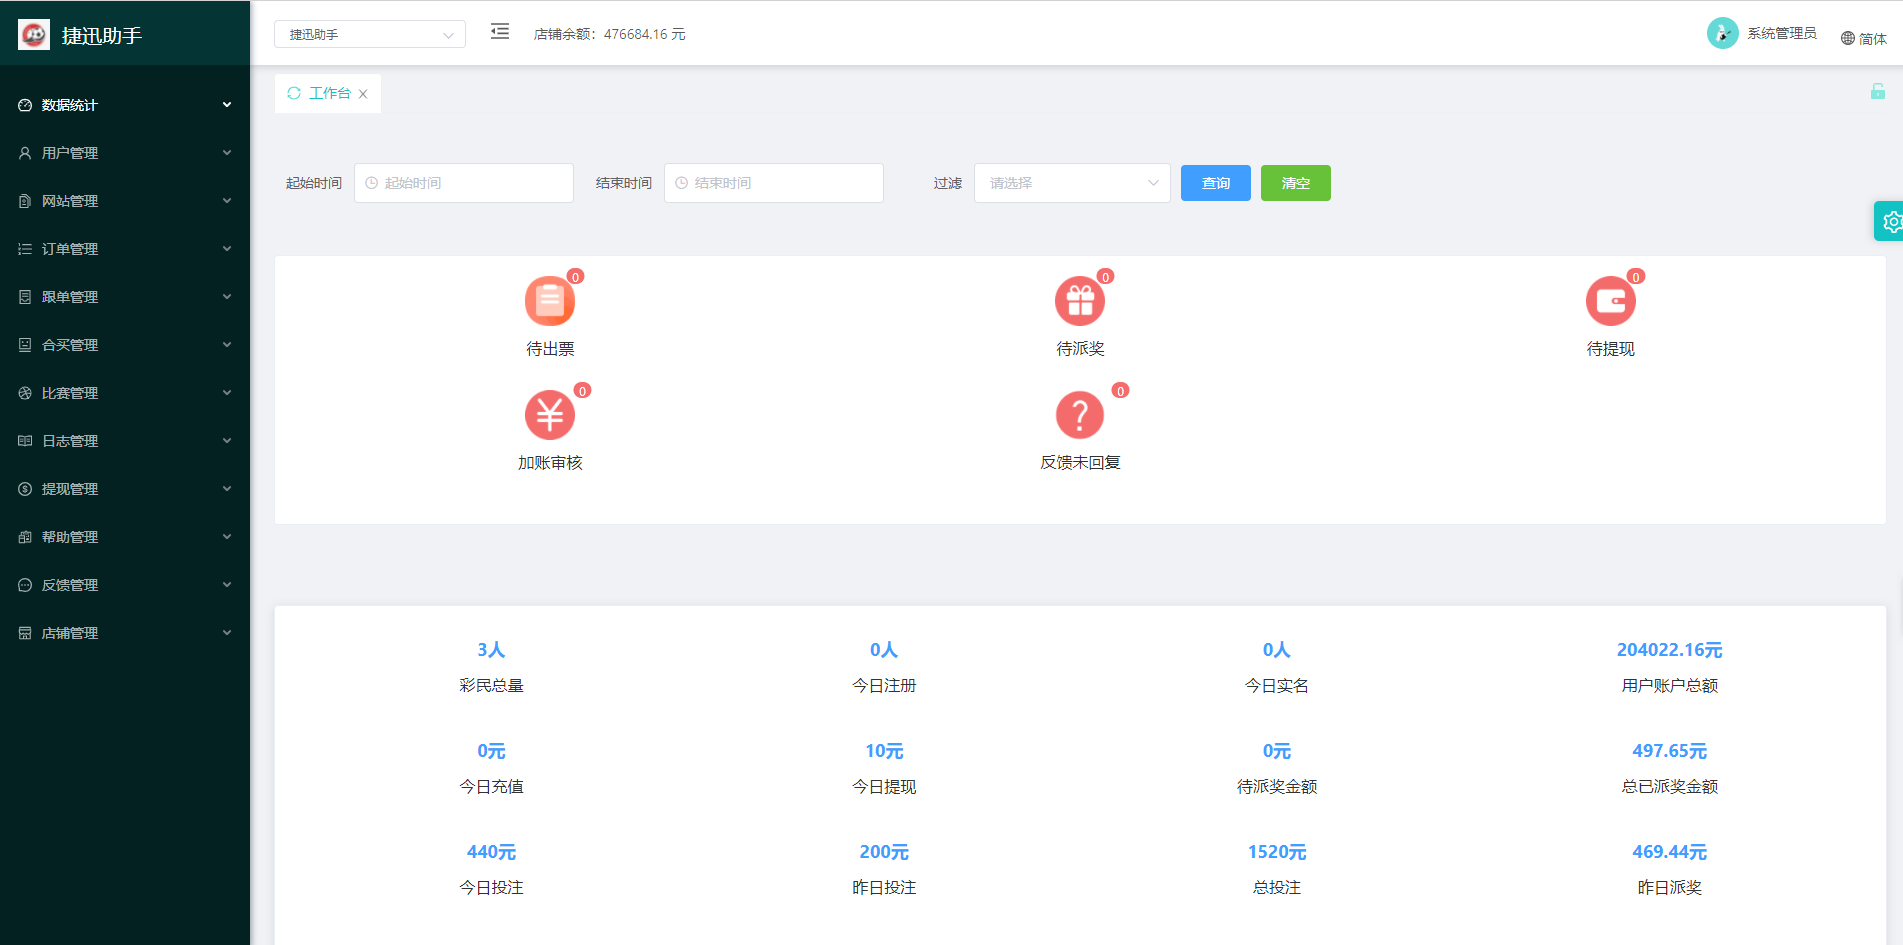 捷迅助手
捷迅助手
店铺余额：476684.16 元
系统管理员
简体
数据统计
用户管理
网站管理
订单管理
跟单管理
合买管理
比赛管理
日志管理
提现管理
帮助管理
反馈管理
店铺管理
工作台
起始时间 起始时间 结束时间 结束时间 过滤 请选择 查询 清空
0 0 0
待出票 待派奖 待提现
0 0
加账审核 反馈未回复
3人 0人 0人 204022.16元
彩民总量 今日注册 今日实名 用户账户总额
0元 10元 0元 497.65元
今日充值 今日提现 待派奖金额 总已派奖金额
440元 200元 1520元 469.44元
今日投注 昨日投注 总投注 昨日派奖